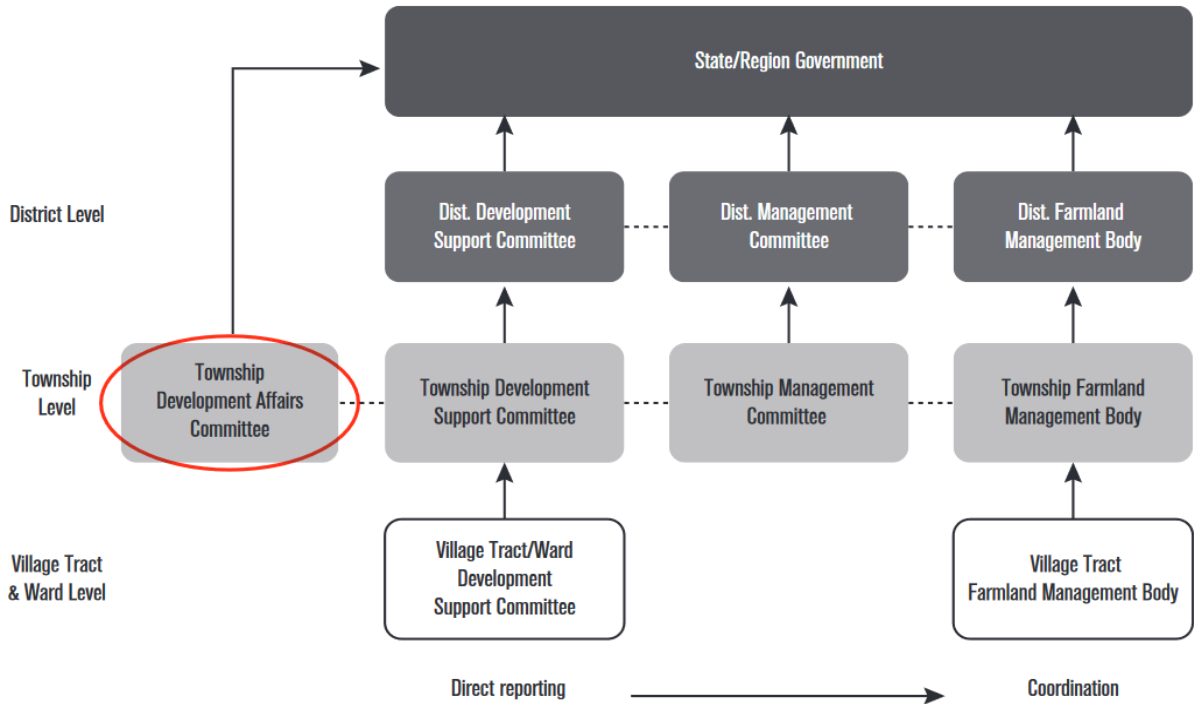 State/Region Government
District Level
Dist. Development
Support Committee
Dist. Management
Committee
Dist. Farmland
Management Body
Township
Level
Township
Development Affairs
Committee
Township Development
Support Committee
Township Management
Committee
Township Farmland
Management Body
Village Tract
& Ward Level
Village Tract/Ward
Development
Support Committee
Village Tract
Farmland Management Body
Direct reporting
Coordination